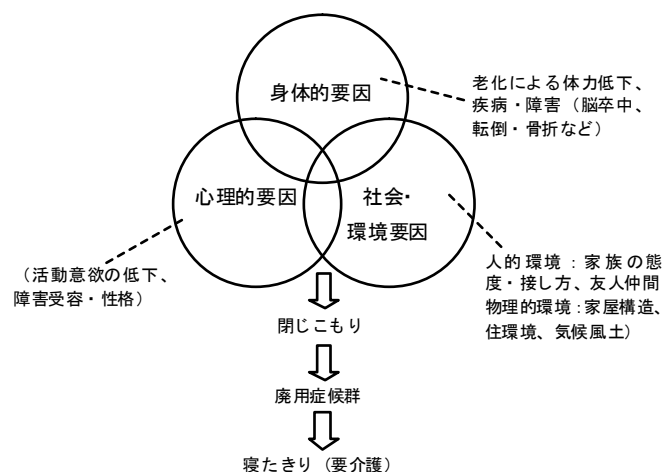 身体的要因
老化による体力低下、
疾病・障害（脳卒中、
転倒・骨折など）
心理的要因
社会・
環境要因
（活動意欲の低下、
障害受容・性格）
人的環境：家族の態
度・接し方、友人仲間
物理的環境：家屋構造、
住環境、気候風土）
閉じこもり
廃用症候群
寝たきり（要介護）